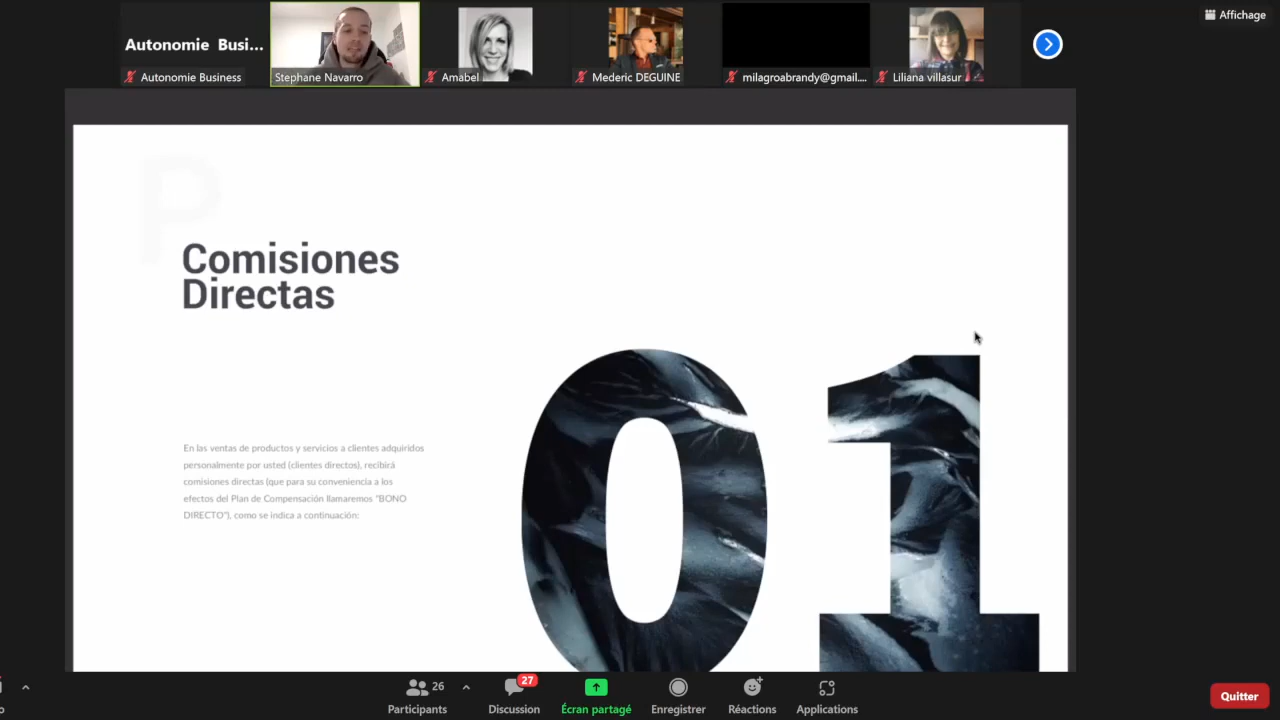 Affichage
Autonomie Busi...
Autonomie Business
Stephane Navarro
Amabel
Mederic DEGUINE
milagroabrandy@gmail....
Liliana villasur
P
Comisiones
Directas
01
En las ventas de productos y servicios a clientes adquiridos
personalmente por usted (clientes directos), recibirá
comisiones directas (que para su conveniencia a los
efectos del Plan de Compensación llamaremos "BONO
DIRECTO"), como se indica a continuación:
26
27
Participants
Discussion
Écran partagé
Enregistrer
Réactions
Applications
Quitter